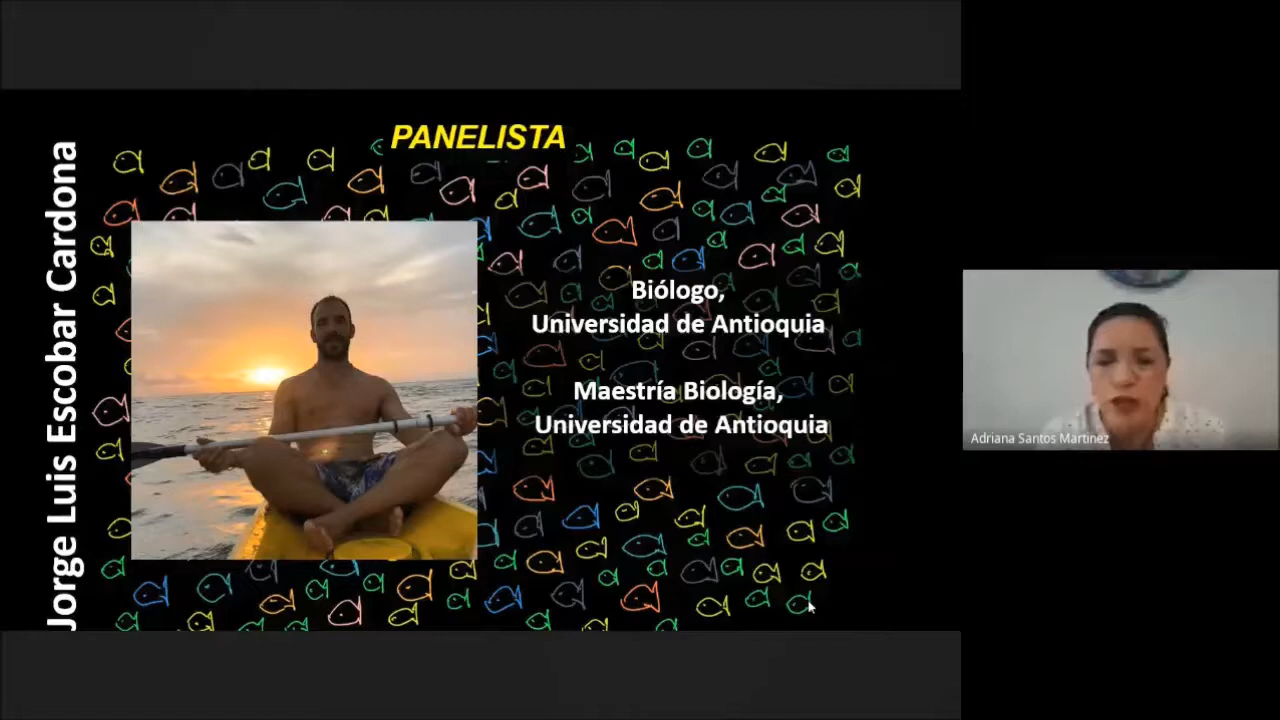 PANELISTA
Jorge Luis Escobar Cardona
Biólogo,
Universidad de Antioquia
Maestría Biología,
Universidad de Antioquia
Adriana Santos Martinez